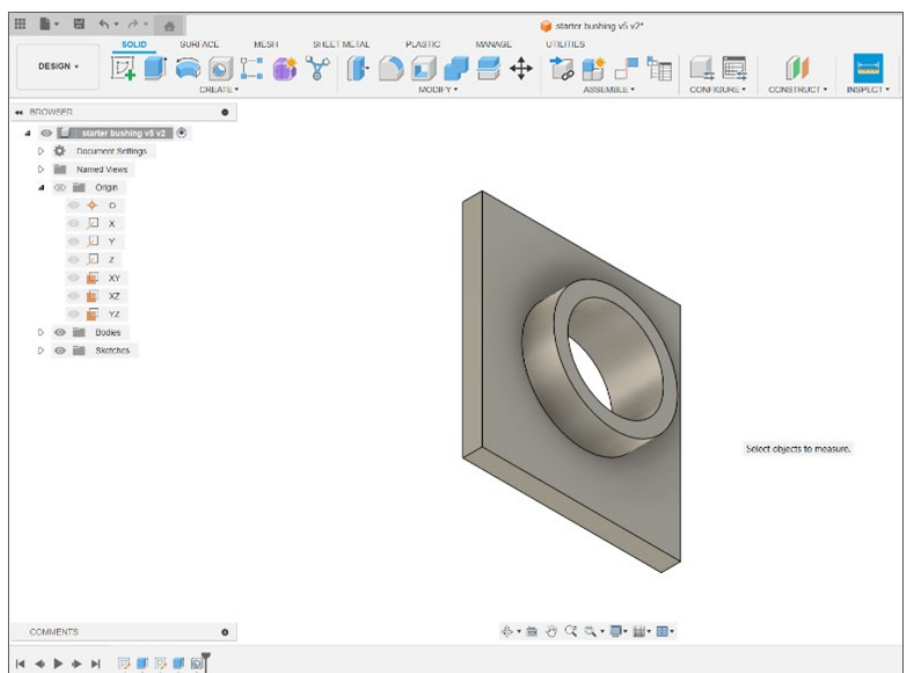 starter bushing v5 v2*
SOLID SURFACE MESH SHEET METAL PLASTIC MANAGE UTILITIES
DESIGN
CREATE MODIFY ASSEMBLE CONFIGURE CONSTRUCT INSPECT
BROWSER
starter bushing v5 v2
Document Settings
Named Views
Origin
O
X
Y
Z
XY
XZ
YZ
Bodies
Sketches
Select objects to measure.
COMMENTS